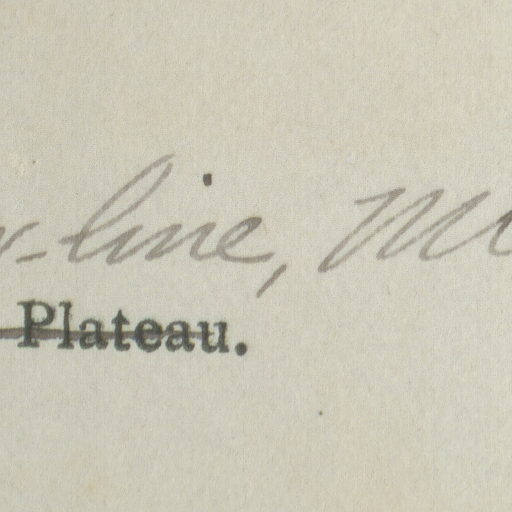 -line, M
Plateau.